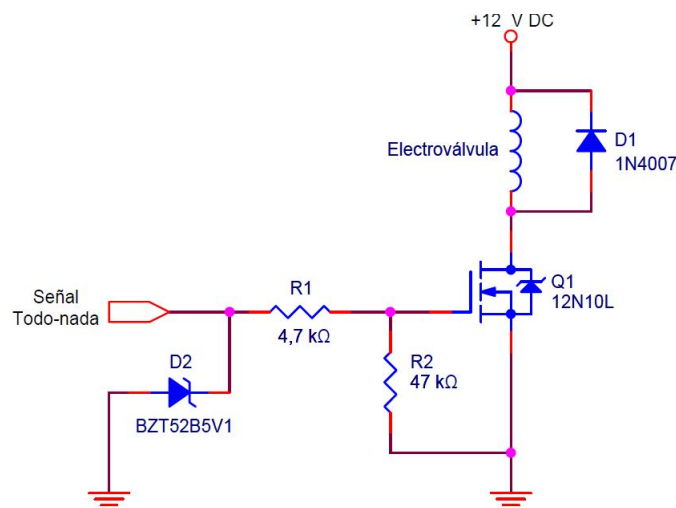 +12 V DC
Electroválvula
D1
1N4007
Señal
Todo-nada
R1
4,7 kΩ
Q1
12N10L
D2
BZT52B5V1
R2
47 kΩ